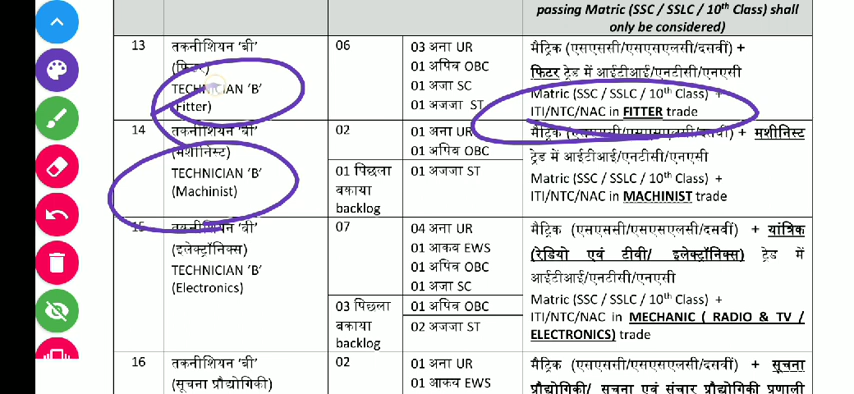 passing Matric (SSC / SSLC / 10th Class) shall
only be considered)
13
तकनीशियन 'बी'
(फिटर)
TECHNICIAN 'B'
(Fitter)
06
03 अना UR
01 अपिव OBC
01 अजा SC
01 अजजा ST
मैट्रिक (एसएससी/एसएसएलसी/दसवीं) +
फिटर ट्रेड में आईटीआई/एनटीसी/एनएसी
Matric (SSC / SSLC / 10th Class) +
ITI/NTC/NAC in FITTER trade
14
तकनीशियन 'बी'
(मशीनिस्ट)
TECHNICIAN 'B'
(Machinist)
02
01 अना UR
01 अपिव OBC
01 पिछला
बकाया
backlog
01 अजजा ST
मैट्रिक (एसएससी/एसएसएलसी/दसवीं) + मशीनिस्ट
ट्रेड में आईटीआई/एनटीसी/एनएसी
Matric (SSC / SSLC / 10th Class) +
ITI/NTC/NAC in MACHINIST trade
15
तकनीशियन 'बी'
(इलेक्ट्रॉनिक्स)
TECHNICIAN 'B'
(Electronics)
07
04 अना UR
01 आकव EWS
01 अपिव OBC
01 अजा SC
03 पिछला
बकाया
backlog
01 अपिव OBC
02 अजजा ST
मैट्रिक (एसएससी/एसएसएलसी/दसवीं) + यांत्रिक
(रेडियो एवं टीवी/ इलेक्ट्रॉनिक्स) ट्रेड में
आईटीआई/एनटीसी/एनएसी
Matric (SSC / SSLC / 10th Class) +
ITI/NTC/NAC in MECHANIC ( RADIO & TV /
ELECTRONICS) trade
16
तकनीशियन 'बी'
(सूचना प्रौद्योगिकी)
02
01 अना UR
01 आकव EWS
मैट्रिक (एसएससी/एसएसएलसी/दसवीं) + सूचना
प्रौद्योगिकी/ सूचना एवं संचार प्रौद्योगिकी प्रणाली